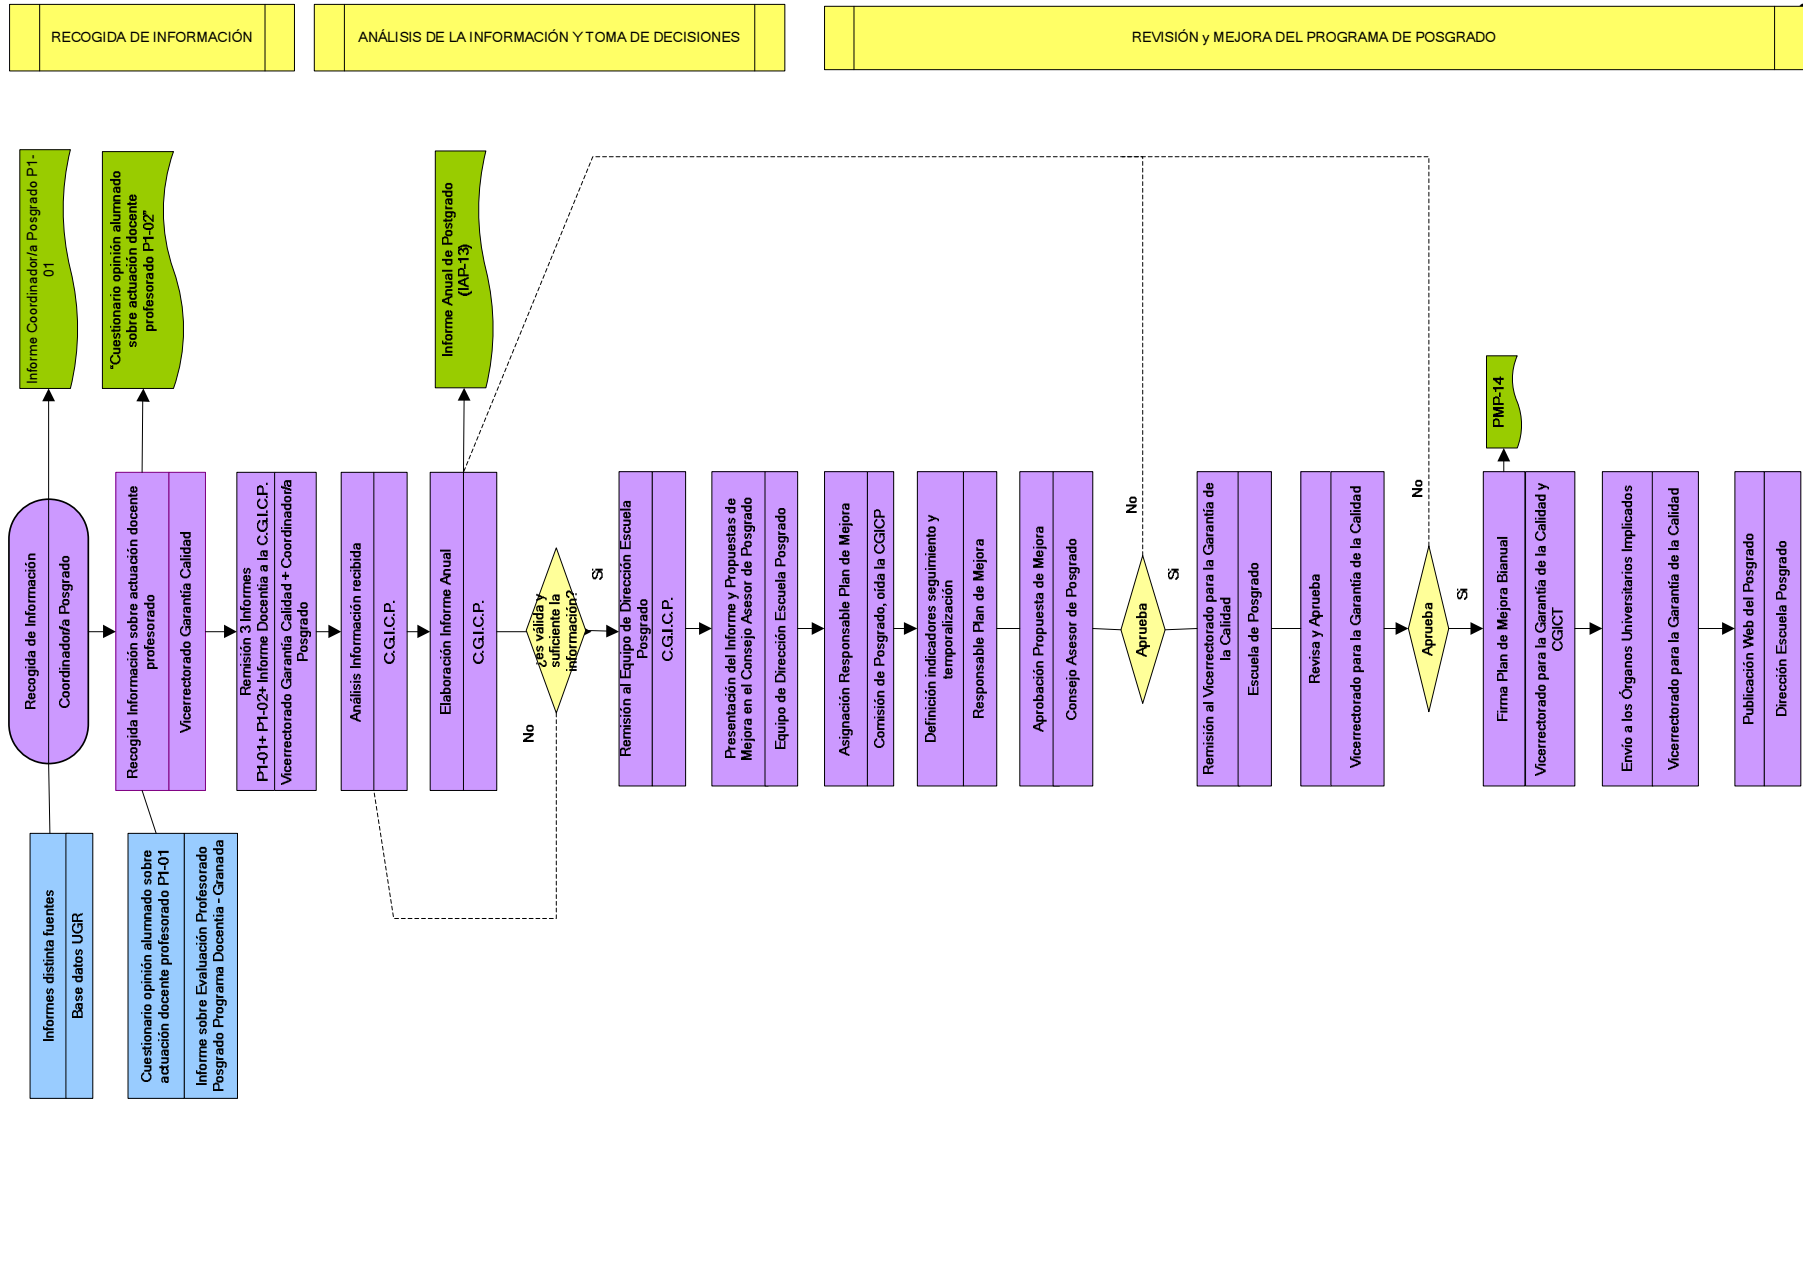 RECOGIDA DE INFORMACIÓN
ANÁLISIS DE LA INFORMACIÓN Y TOMA DE DECISIONES
REVISIÓN y MEJORA DEL PROGRAMA DE POSGRADO
Informe Coordinador/a Posgrado P1-
01
"Cuestionario opinión alumnado
sobre actuación docente
profesorado P1-02"
Informe Anual de Postgrado
(IAP-13)
PMP-14
Recogida de Información
Coordinador/a Posgrado
Recogida Información sobre actuación docente
profesorado
Vicerrectorado Garantía Calidad
Remisión 3 Informes
P1-01+ P1-02+ Informe Docentia a la C.G.I.C.P.
Vicerrectorado Garantía Calidad + Coordinador/a
Posgrado
Análisis Información recibida
C.G.I.C.P.
Elaboración Informe Anual
C.G.I.C.P.
¿es válida y
suficiente la
información?
Si
No
Remisión al Equipo de Dirección Escuela
Posgrado
C.G.I.C.P.
Presentación del Informe y Propuestas de
Mejora en el Consejo Asesor de Posgrado
Equipo de Dirección Escuela Posgrado
Asignación Responsable Plan de Mejora
Comisión de Posgrado, oída la CGICP
Definición indicadores seguimiento y
temporalización
Responsable Plan de Mejora
Aprobación Propuesta de Mejora
Consejo Asesor de Posgrado
No
Aprueba
Si
Remisión al Vicerrectorado para la Garantía de
la Calidad
Escuela de Posgrado
Revisa y Aprueba
Vicerrectorado para la Garantía de la Calidad
No
Aprueba
Si
Firma Plan de Mejora Bianual
Vicerrectorado para la Garantía de la Calidad y
CGICT
Envío a los Órganos Universitarios Implicados
Vicerrectorado para la Garantía de la Calidad
Publicación Web del Posgrado
Dirección Escuela Posgrado
Informes distinta fuentes
Base datos UGR
Cuestionario opinión alumnado sobre
actuación docente profesorado P1-01
Informe sobre Evaluación Profesorado
Posgrado Programa Docentia - Granada